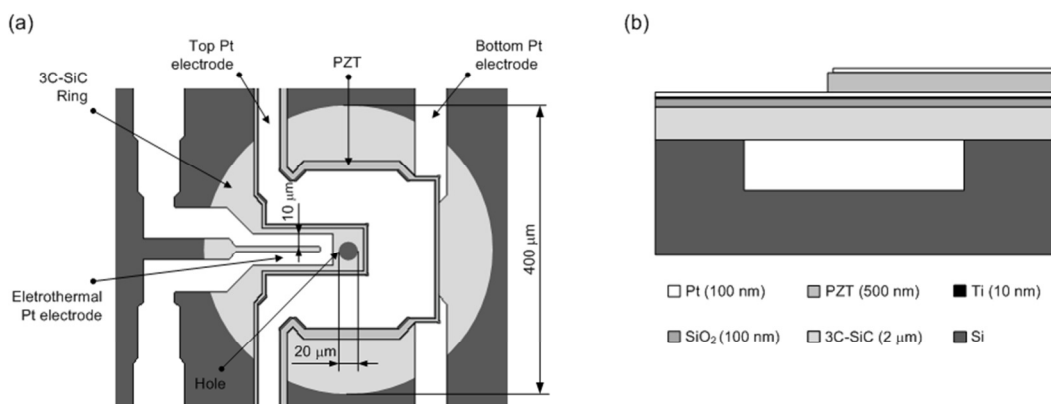 (a)
Top Pt
electrode
PZT
Bottom Pt
electrode
3C-SiC
Ring
10 µm
400 µm
Eletrothermal
Pt electrode
20 µm
Hole
(b)
Pt (100 nm)
PZT (500 nm)
Ti (10 nm)
SiO₂ (100 nm)
3C-SiC (2 µm)
Si